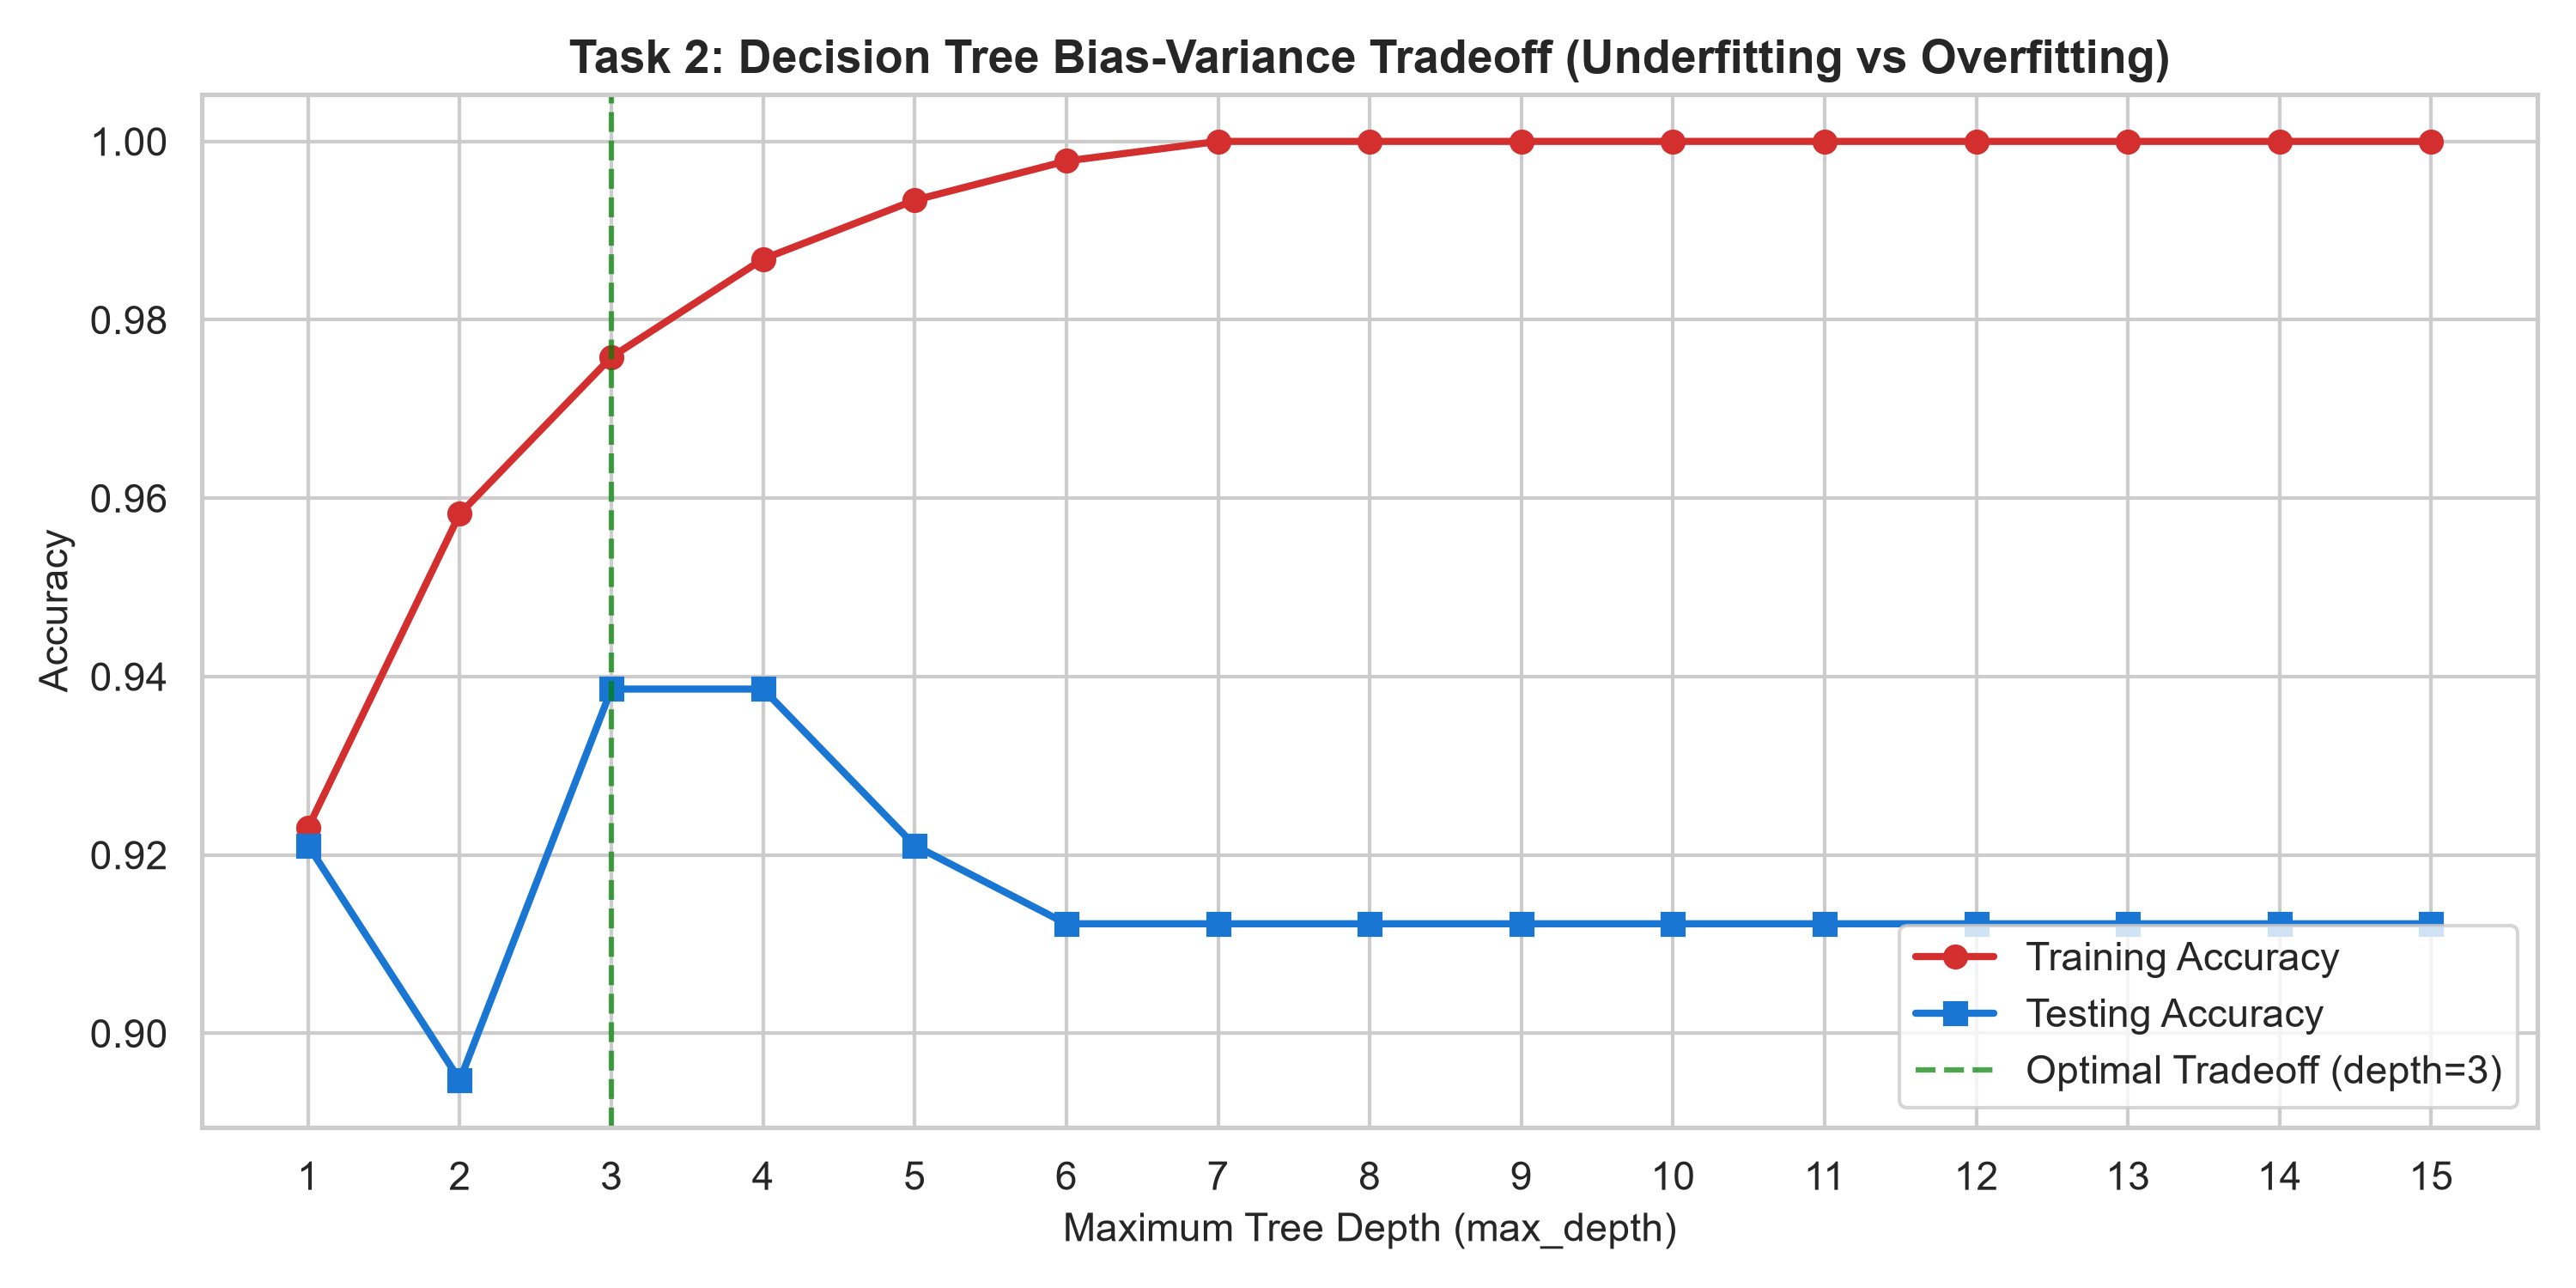 Task 2: Decision Tree Bias-Variance Tradeoff (Underfitting vs Overfitting)
1.00
0.98
0.96
0.94
0.92
0.90
Accuracy
Training Accuracy
Testing Accuracy
Optimal Tradeoff (depth=3)
1 2 3 4 5 6 7 8 9 10 11 12 13 14 15
Maximum Tree Depth (max_depth)